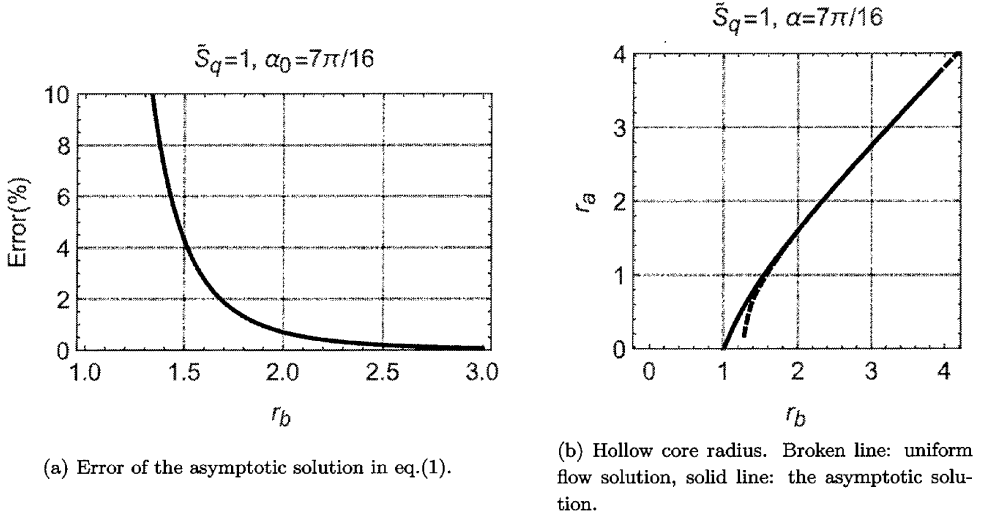 S̃q=1, α0=7π/16
10
8
6
4
2
0
Error(%)
1.0 1.5 2.0 2.5 3.0
rb
(a) Error of the asymptotic solution in eq.(1).
S̃q=1, α=7π/16
4
3
2
1
0
ra
0 1 2 3 4
rb
(b) Hollow core radius. Broken line: uniform
flow solution, solid line: the asymptotic solu-
tion.